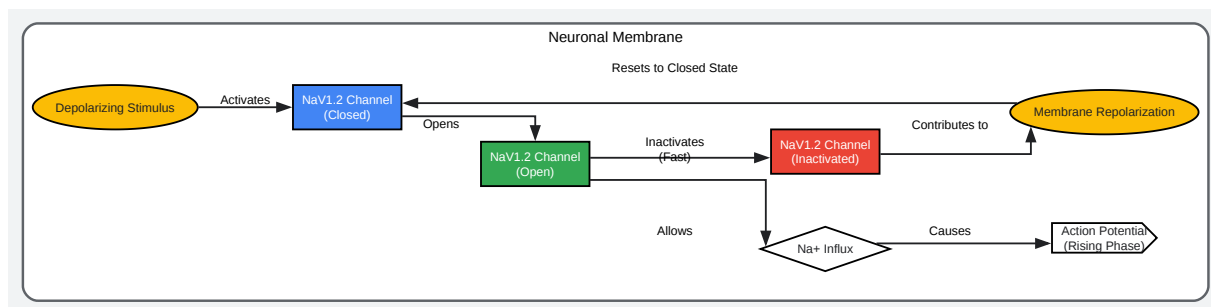 Neuronal Membrane
Resets to Closed State
Depolarizing Stimulus
Activates
NaV1.2 Channel
(Closed)
Opens
NaV1.2 Channel
(Open)
Inactivates
(Fast)
NaV1.2 Channel
(Inactivated)
Contributes to
Membrane Repolarization
Allows
Na+ Influx
Causes
Action Potential
(Rising Phase)